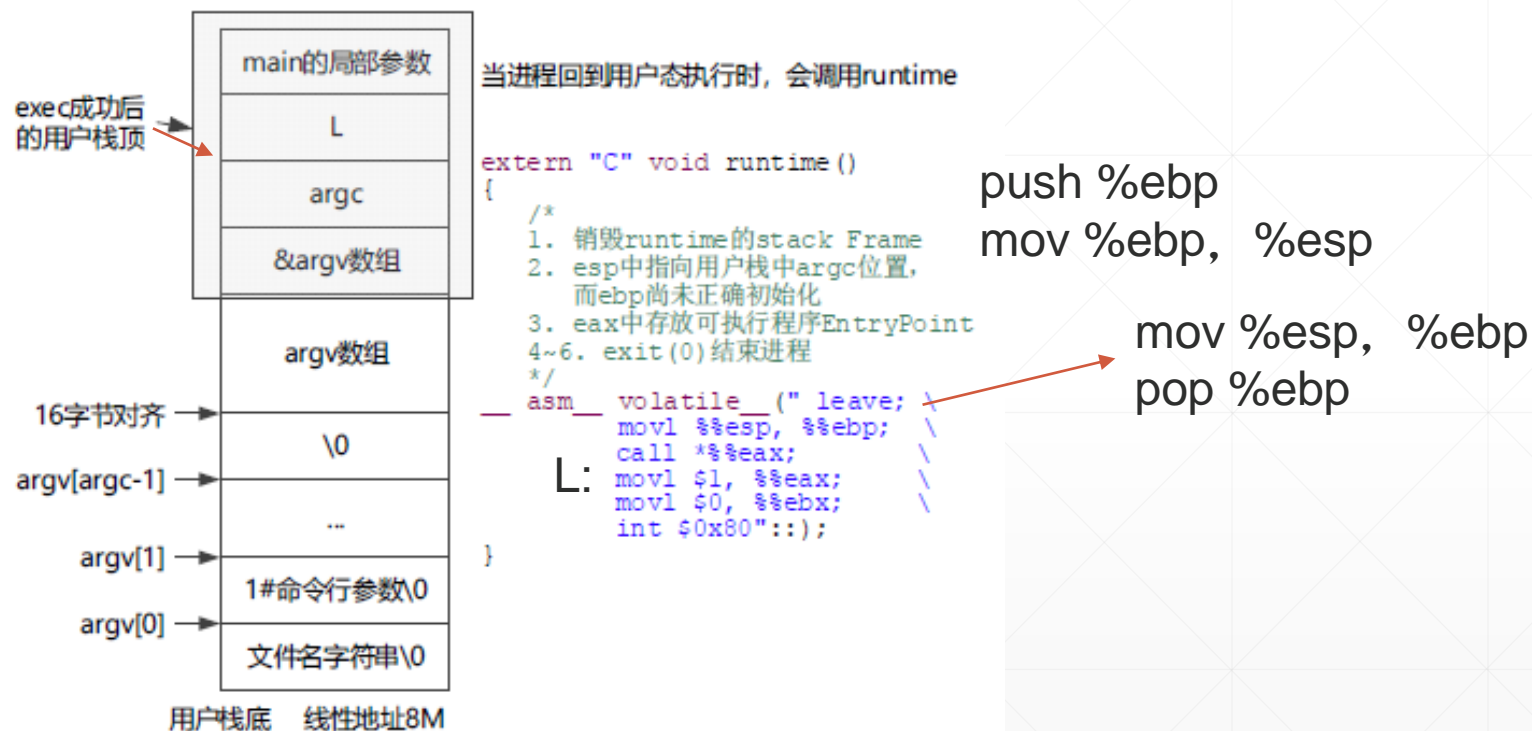 main的局部参数
exec成功后
的用户栈顶
L
argc
&argv数组
argv数组
16字节对齐
\0
argv[argc-1]
...
argv[1]
1#命令行参数\0
argv[0]
文件名字符串\0
用户栈底 线性地址8M
当进程回到用户态执行时，会调用runtime
extern "C" void runtime()
{
/*
1. 销毁runtime的stack Frame
2. esp中指向用户栈中argc位置，
而ebp尚未正确初始化
3. eax中存放可执行程序EntryPoint
4~6. exit(0)结束进程
*/
__ asm__ volatile__(" leave; \
movl %%esp, %%ebp; \
call *%%eax; \
L: movl $1, %%eax; \
movl $0, %%ebx; \
int $0x80"::);
}
push %ebp
mov %ebp，%esp
mov %esp，%ebp
pop %ebp